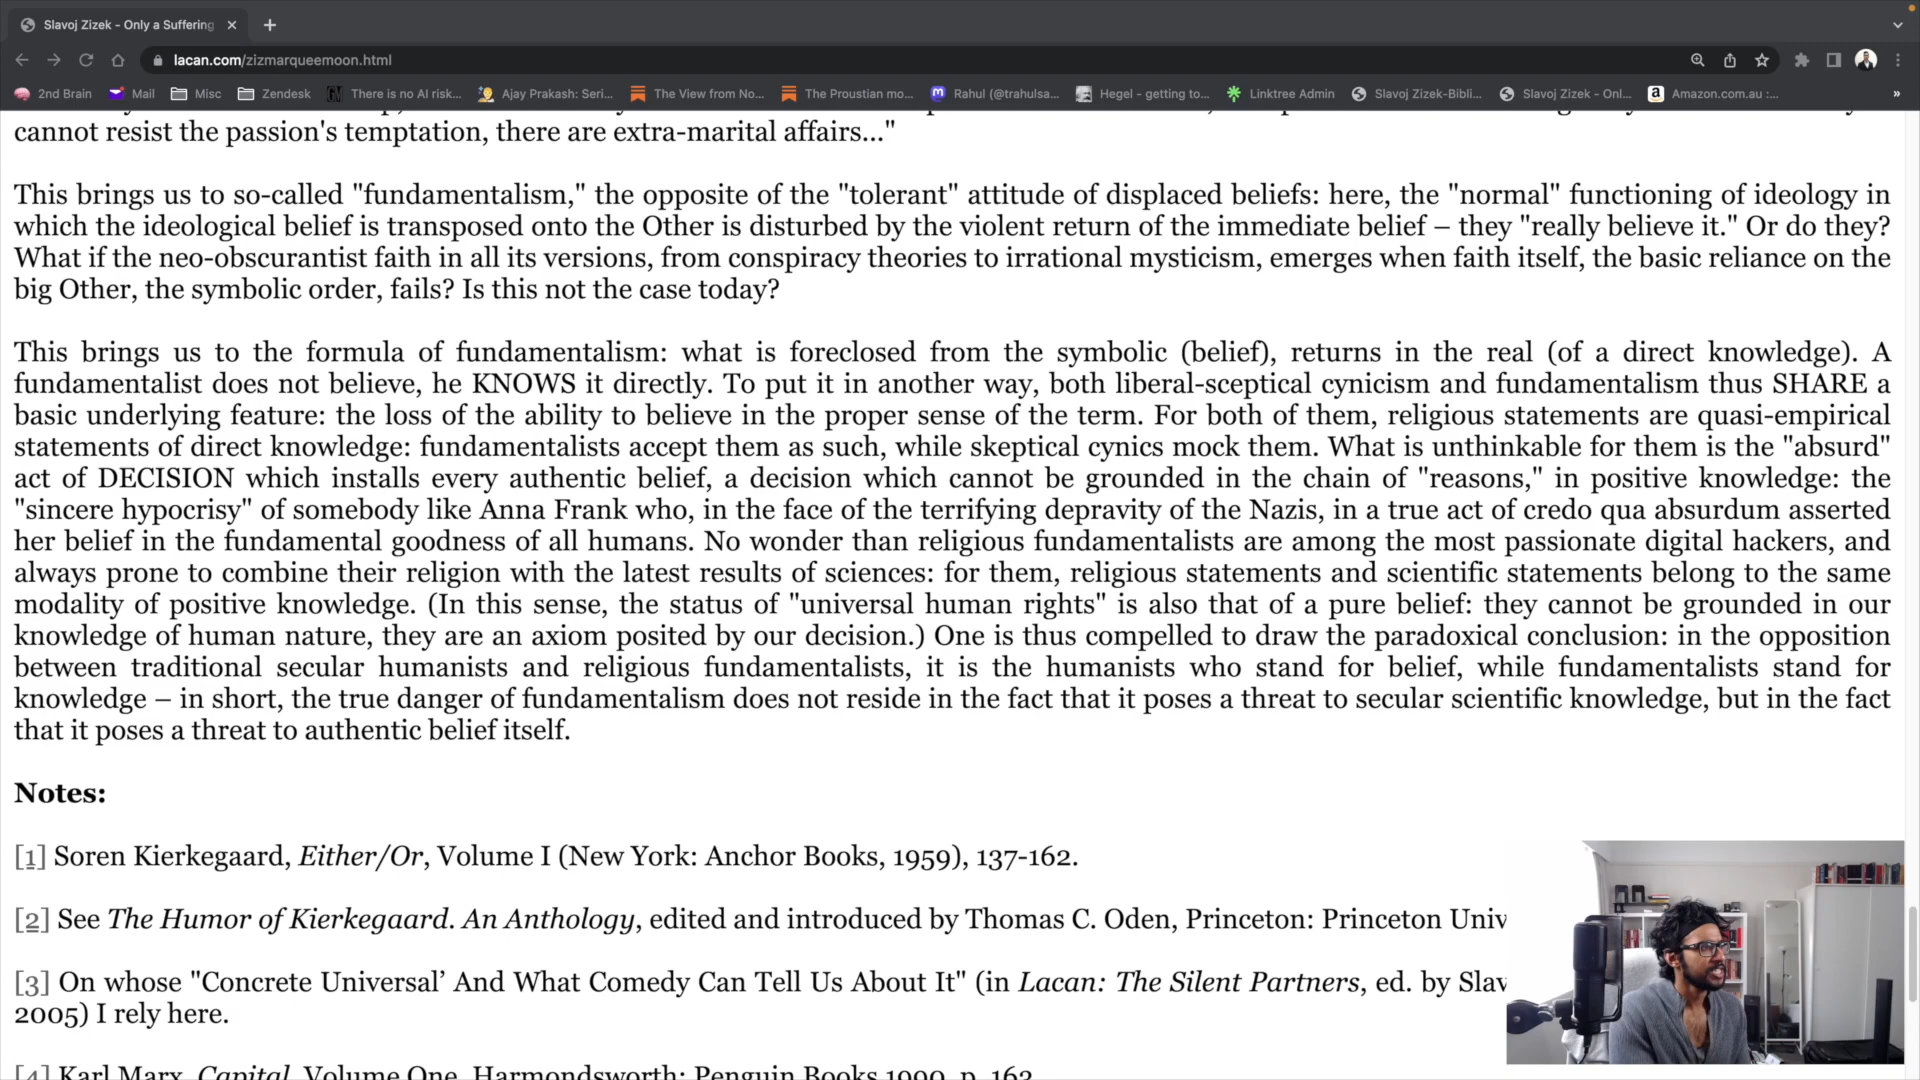 Slavoj Zizek - Only a Suffering
lacan.com/zizmarqueemoon.html
2nd Brain
Mail
Misc
Zendesk
There is no AI risk...
Ajay Prakash: Seri...
The View from No...
The Proustian mo...
Rahul (@trahulsa...
Hegel - getting to...
Linktree Admin
Slavoj Zizek-Bibli...
Slavoj Zizek - Onl...
Amazon.com.au :...
»
cannot resist the passion's temptation, there are extra-marital affairs..."
This brings us to so-called "fundamentalism," the opposite of the "tolerant" attitude of displaced beliefs: here, the "normal" functioning of ideology in
which the ideological belief is transposed onto the Other is disturbed by the violent return of the immediate belief – they "really believe it." Or do they?
What if the neo-obscurantist faith in all its versions, from conspiracy theories to irrational mysticism, emerges when faith itself, the basic reliance on the
big Other, the symbolic order, fails? Is this not the case today?
This brings us to the formula of fundamentalism: what is foreclosed from the symbolic (belief), returns in the real (of a direct knowledge). A
fundamentalist does not believe, he KNOWS it directly. To put it in another way, both liberal-sceptical cynicism and fundamentalism thus SHARE a
basic underlying feature: the loss of the ability to believe in the proper sense of the term. For both of them, religious statements are quasi-empirical
statements of direct knowledge: fundamentalists accept them as such, while skeptical cynics mock them. What is unthinkable for them is the "absurd"
act of DECISION which installs every authentic belief, a decision which cannot be grounded in the chain of "reasons," in positive knowledge: the
"sincere hypocrisy" of somebody like Anna Frank who, in the face of the terrifying depravity of the Nazis, in a true act of credo qua absurdum asserted
her belief in the fundamental goodness of all humans. No wonder than religious fundamentalists are among the most passionate digital hackers, and
always prone to combine their religion with the latest results of sciences: for them, religious statements and scientific statements belong to the same
modality of positive knowledge. (In this sense, the status of "universal human rights" is also that of a pure belief: they cannot be grounded in our
knowledge of human nature, they are an axiom posited by our decision.) One is thus compelled to draw the paradoxical conclusion: in the opposition
between traditional secular humanists and religious fundamentalists, it is the humanists who stand for belief, while fundamentalists stand for
knowledge – in short, the true danger of fundamentalism does not reside in the fact that it poses a threat to secular scientific knowledge, but in the fact
that it poses a threat to authentic belief itself.
Notes:
[1] Soren Kierkegaard, Either/Or, Volume I (New York: Anchor Books, 1959), 137-162.
[2] See The Humor of Kierkegaard. An Anthology, edited and introduced by Thomas C. Oden, Princeton: Princeton Univ
[3] On whose "Concrete Universal’ And What Comedy Can Tell Us About It" (in Lacan: The Silent Partners, ed. by Slav
2005) I rely here.
[4] Karl Marx, Capital, Volume One, Harmondsworth: Penguin Books 1990, p. 163